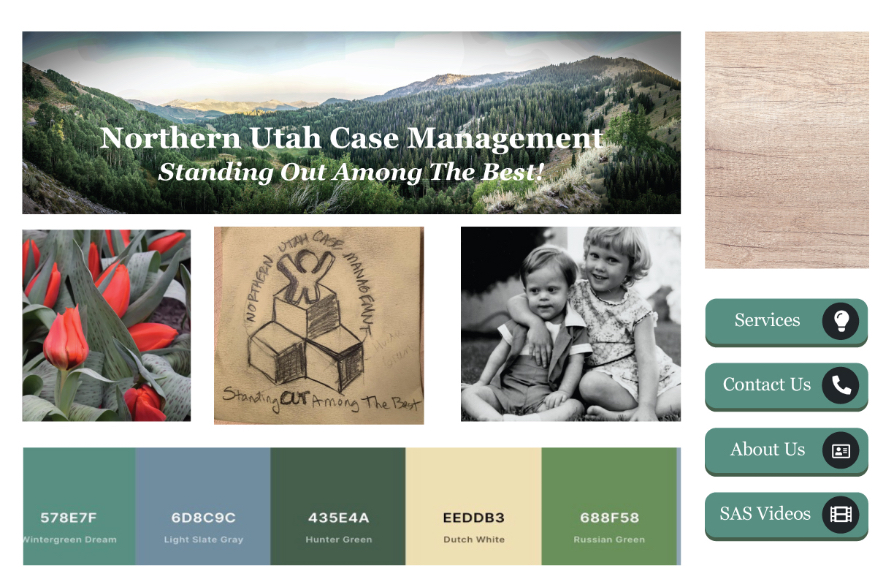 Northern Utah Case Management
Standing Out Among The Best!
NORTHERN UTAH CASE MANAGEMENT
Standing OUT Among The Best
Services
Contact Us
About Us
SAS Videos
578E7F
Wintergreen Dream
6D8C9C
Light Slate Gray
435E4A
Hunter Green
EEDDB3
Dutch White
688F58
Russian Green